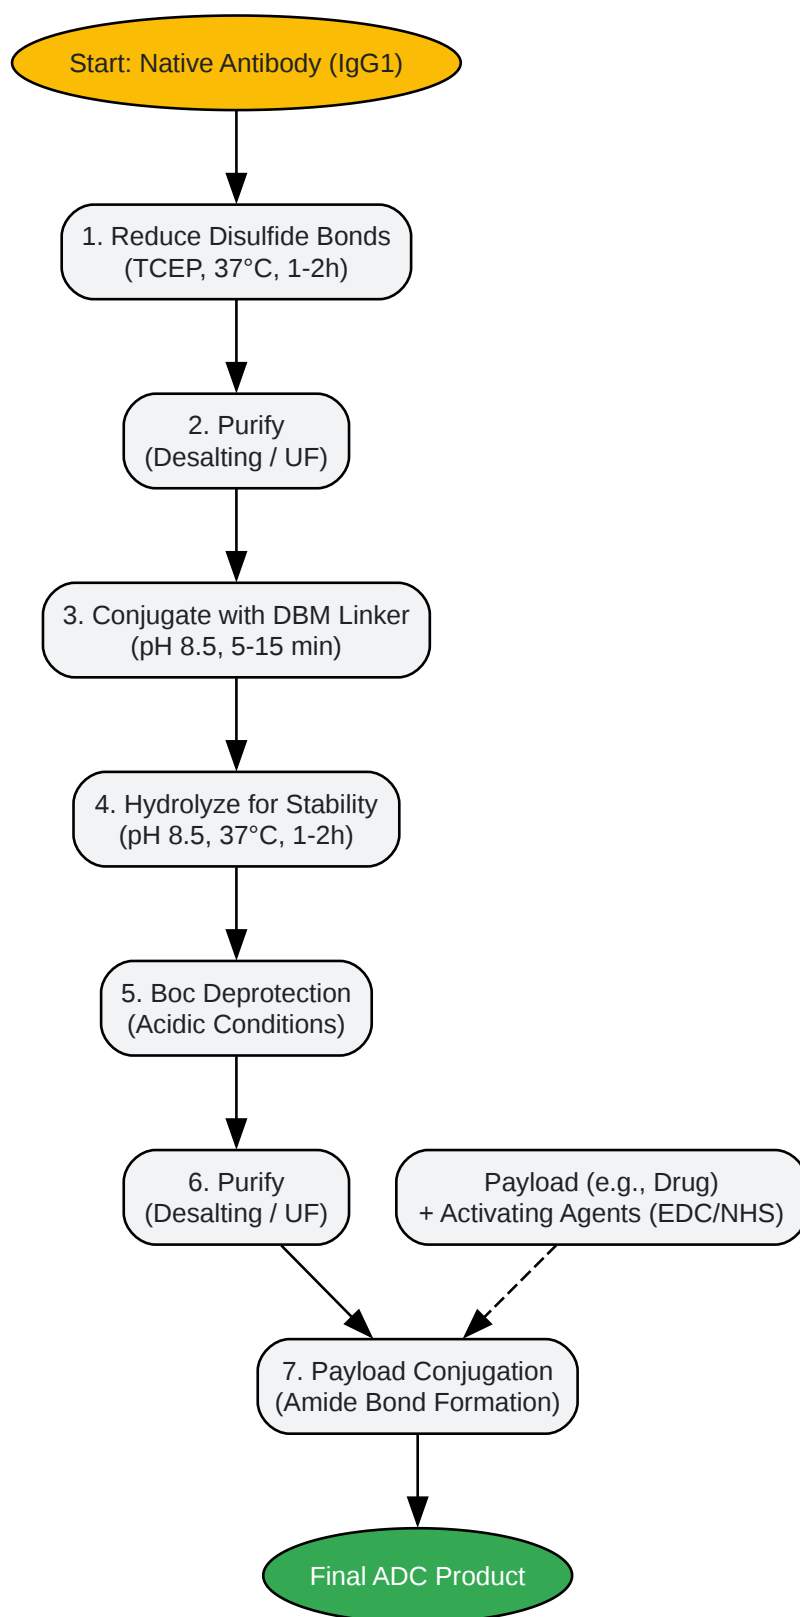 Start: Native Antibody (IgG1)
1. Reduce Disulfide Bonds
(TCEP, 37°C, 1-2h)
2. Purify
(Desalting / UF)
3. Conjugate with DBM Linker
(pH 8.5, 5-15 min)
4. Hydrolyze for Stability
(pH 8.5, 37°C, 1-2h)
5. Boc Deprotection
(Acidic Conditions)
6. Purify
(Desalting / UF)
Payload (e.g., Drug)
+ Activating Agents (EDC/NHS)
7. Payload Conjugation
(Amide Bond Formation)
Final ADC Product